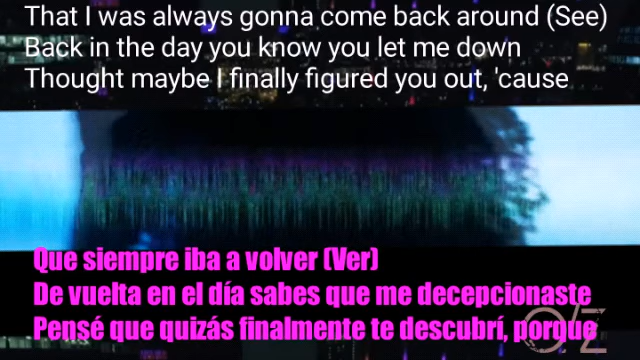 That I was always gonna come back around (See)
Back in the day you know you let me down
Thought maybe I finally figured you out, 'cause
Que siempre iba a volver (Ver)
De vuelta en el día sabes que me decepcionaste
Pensé que quizás finalmente te descubrí, porque